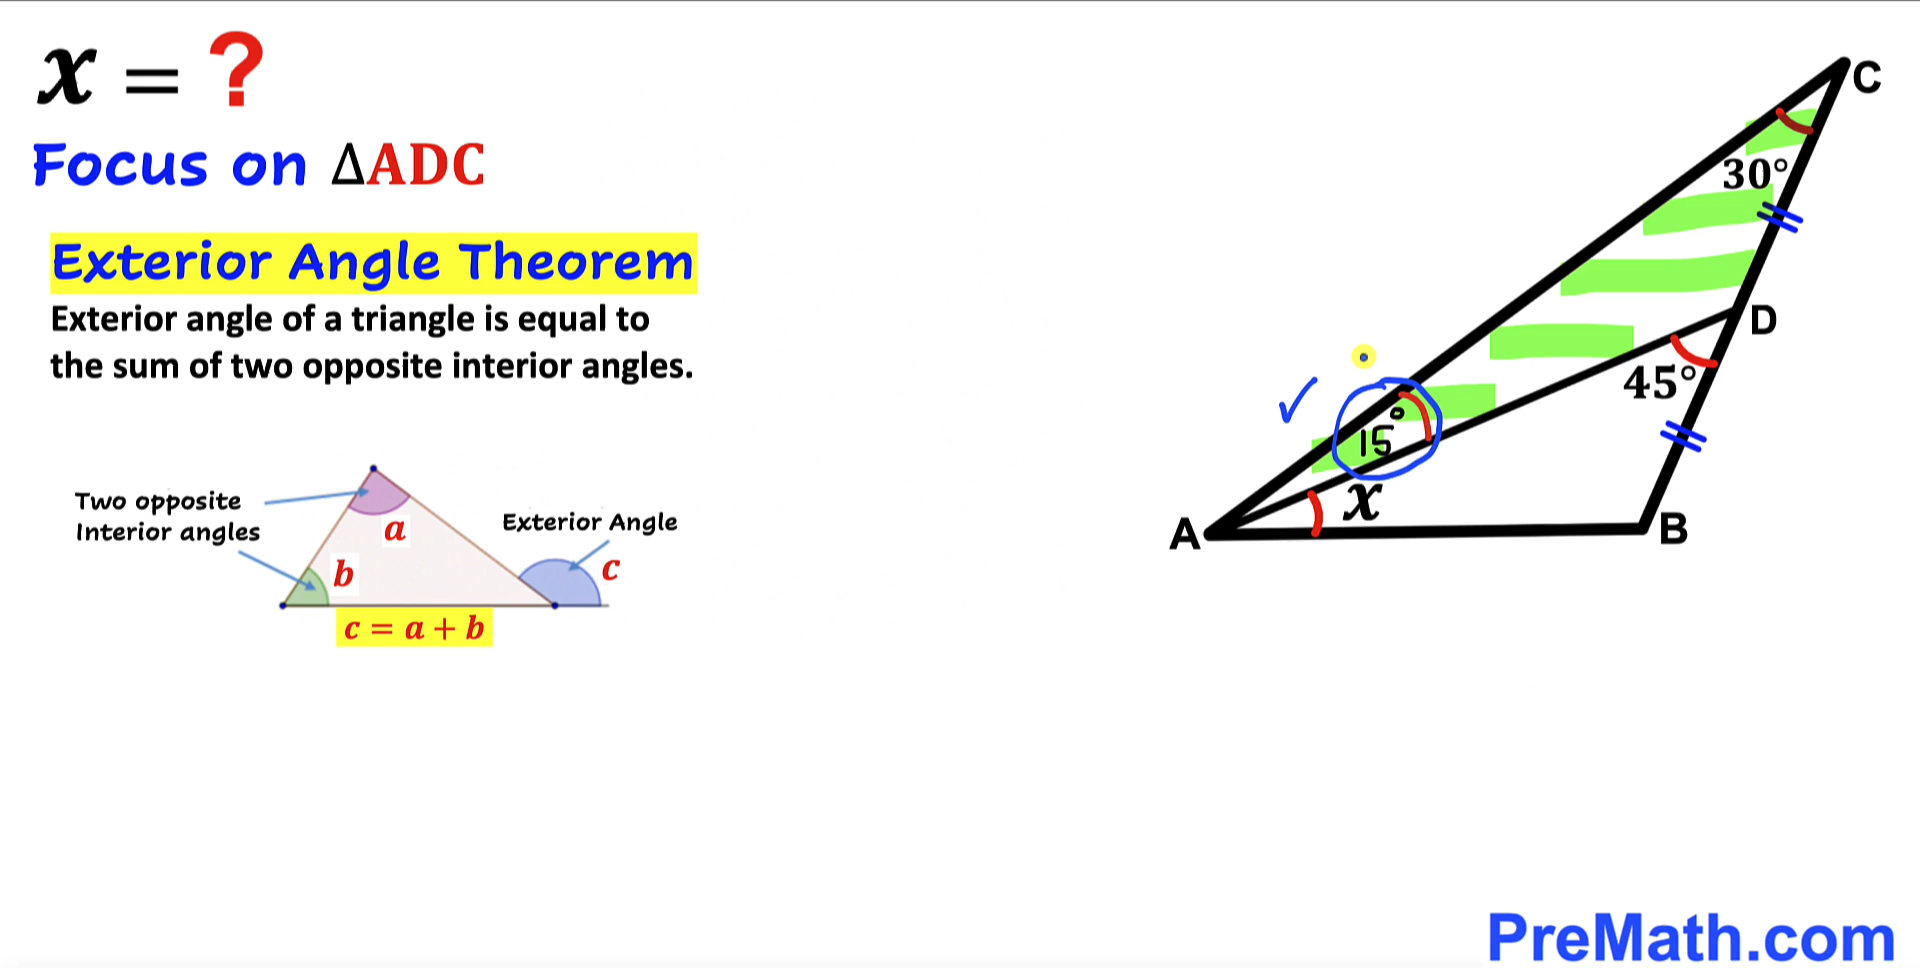 x = ?
Focus on ΔADC
Exterior Angle Theorem
Exterior angle of a triangle is equal to
the sum of two opposite interior angles.
Two opposite
Interior angles
a
b
Exterior Angle
c
c = a + b
C
30°
D
45°
15°
x
A
B
PreMath.com